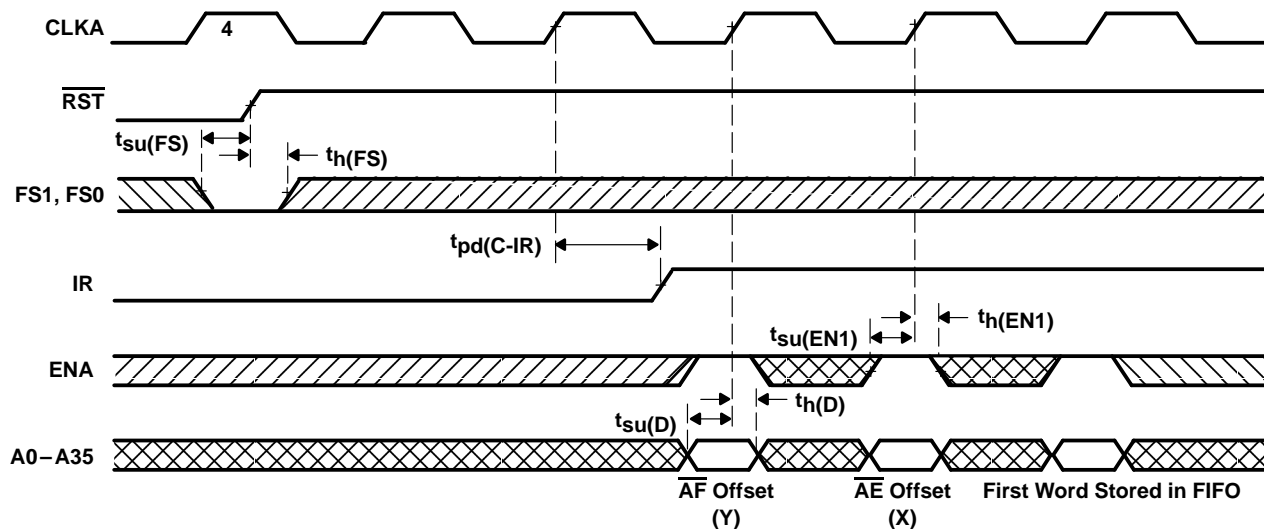 CLKA
4
RST
tsu(FS)
th(FS)
FS1, FS0
tpd(C-IR)
IR
tsu(EN1)
th(EN1)
ENA
tsu(D)
th(D)
A0–A35
AF Offset
(Y)
AE Offset
(X)
First Word Stored in FIFO